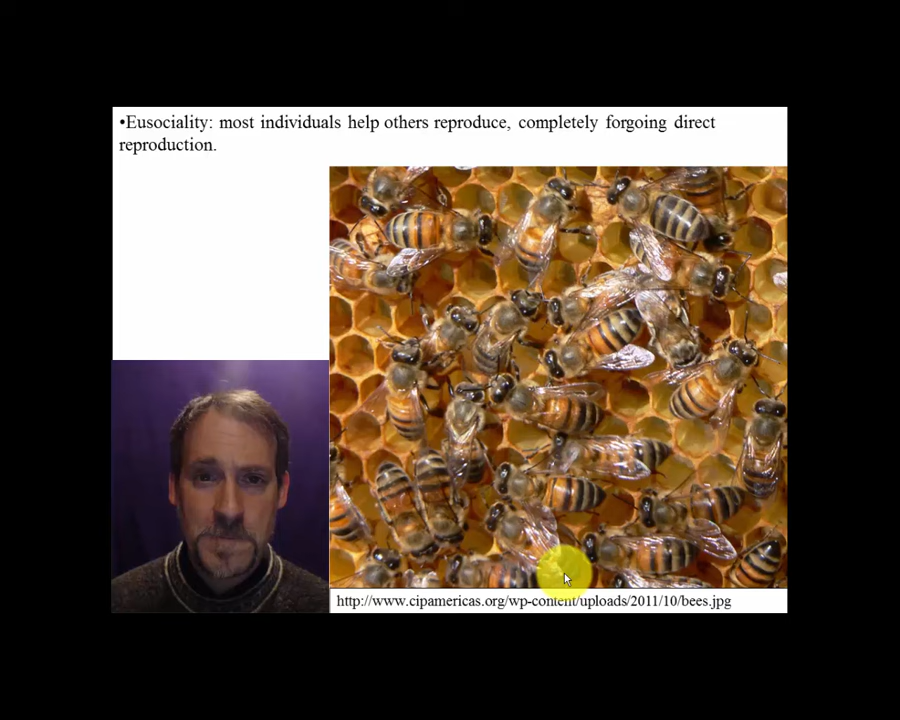 •Eusociality: most individuals help others reproduce, completely forgoing direct
reproduction.
http://www.cipamericas.org/wp-content/uploads/2011/10/bees.jpg